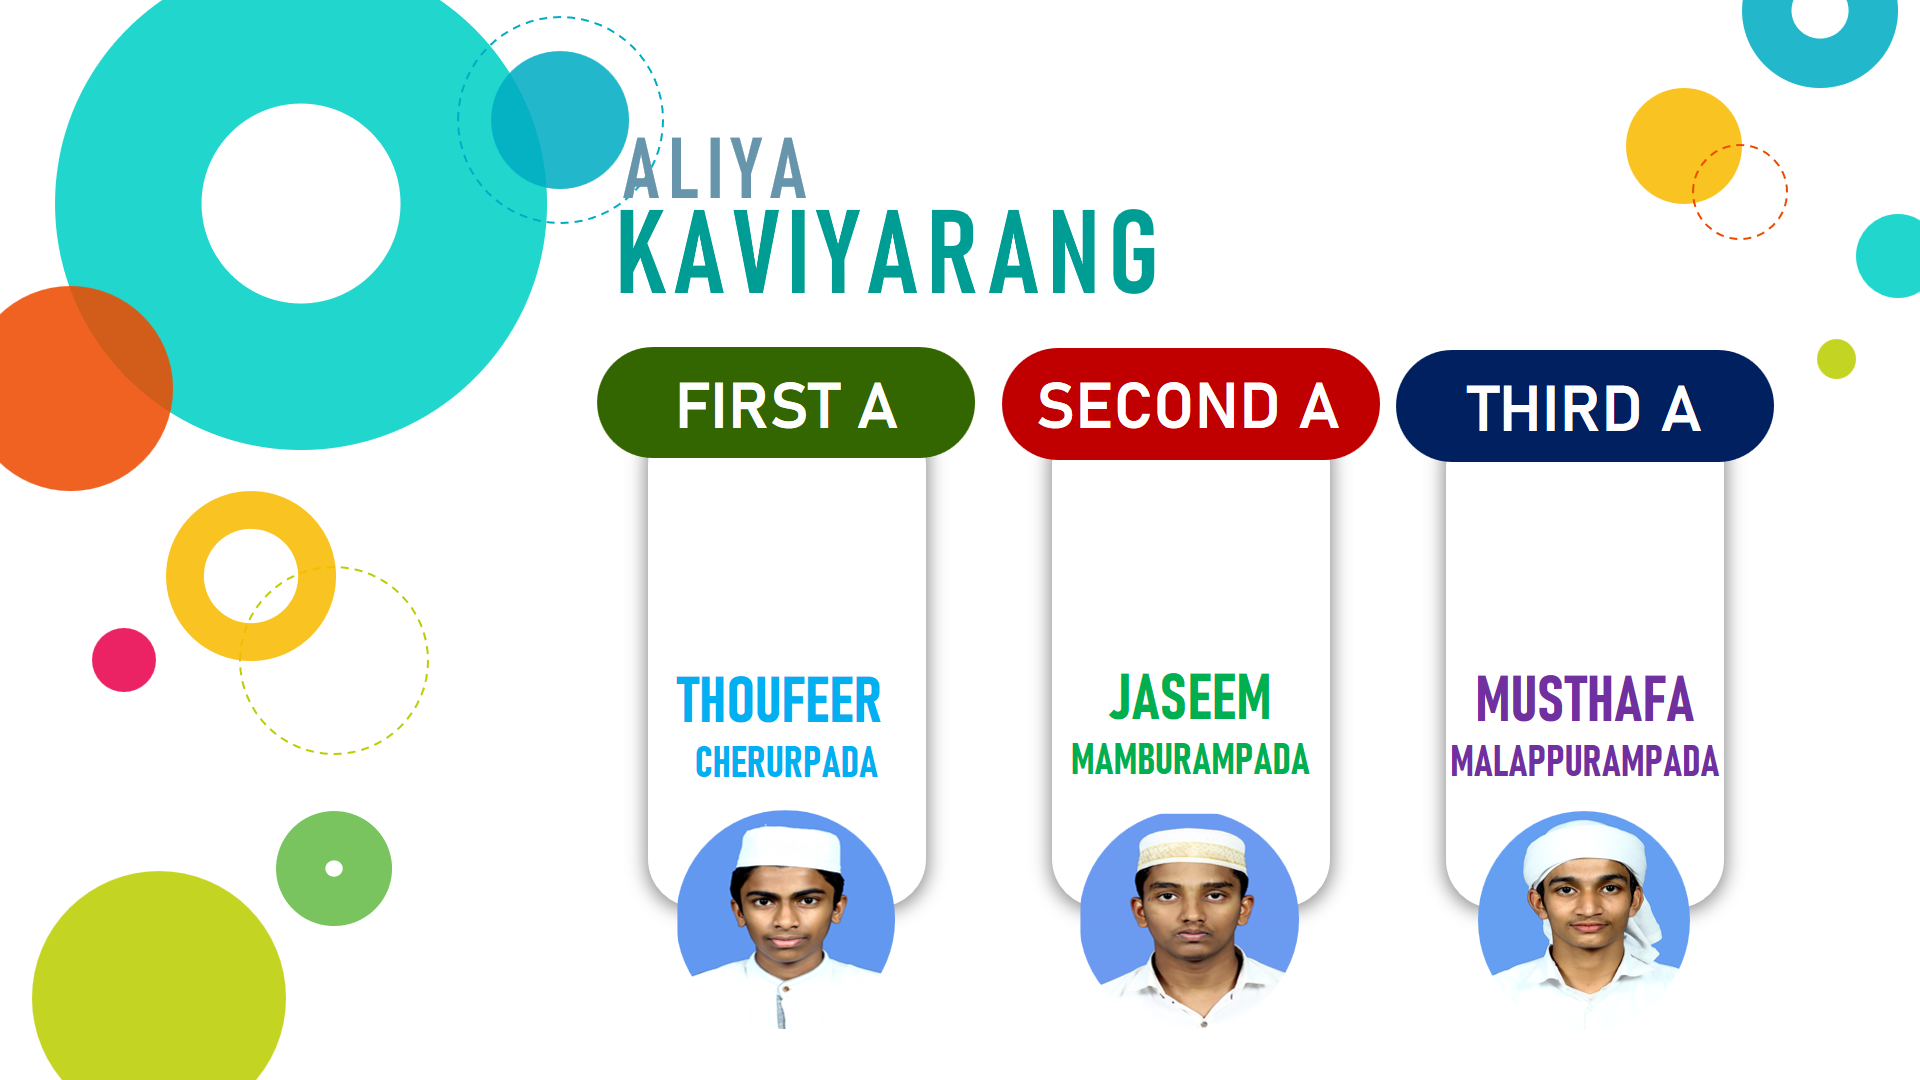 ALIYA
KAVIYARANG
FIRST A
SECOND A
THIRD A
THOUFEER
CHERURPADA
JASEEM
MAMBURAMPADA
MUSTHAFA
MALAPPURAMPADA